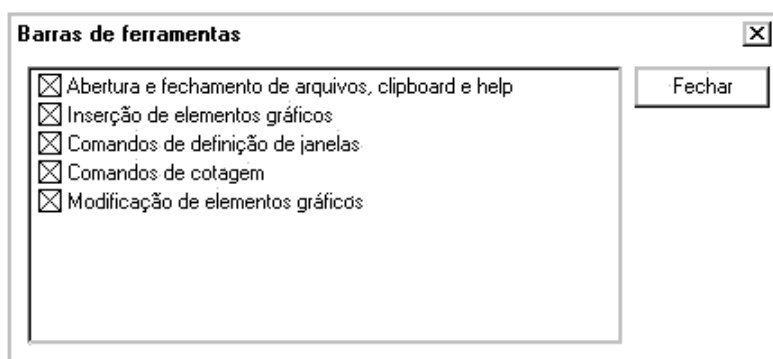 Barras de ferramentas
Abertura e fechamento de arquivos, clipboard e help
Fechar
Inserção de elementos gráficos
Comandos de definição de janelas
Comandos de cotagem
Modificação de elementos gráficos